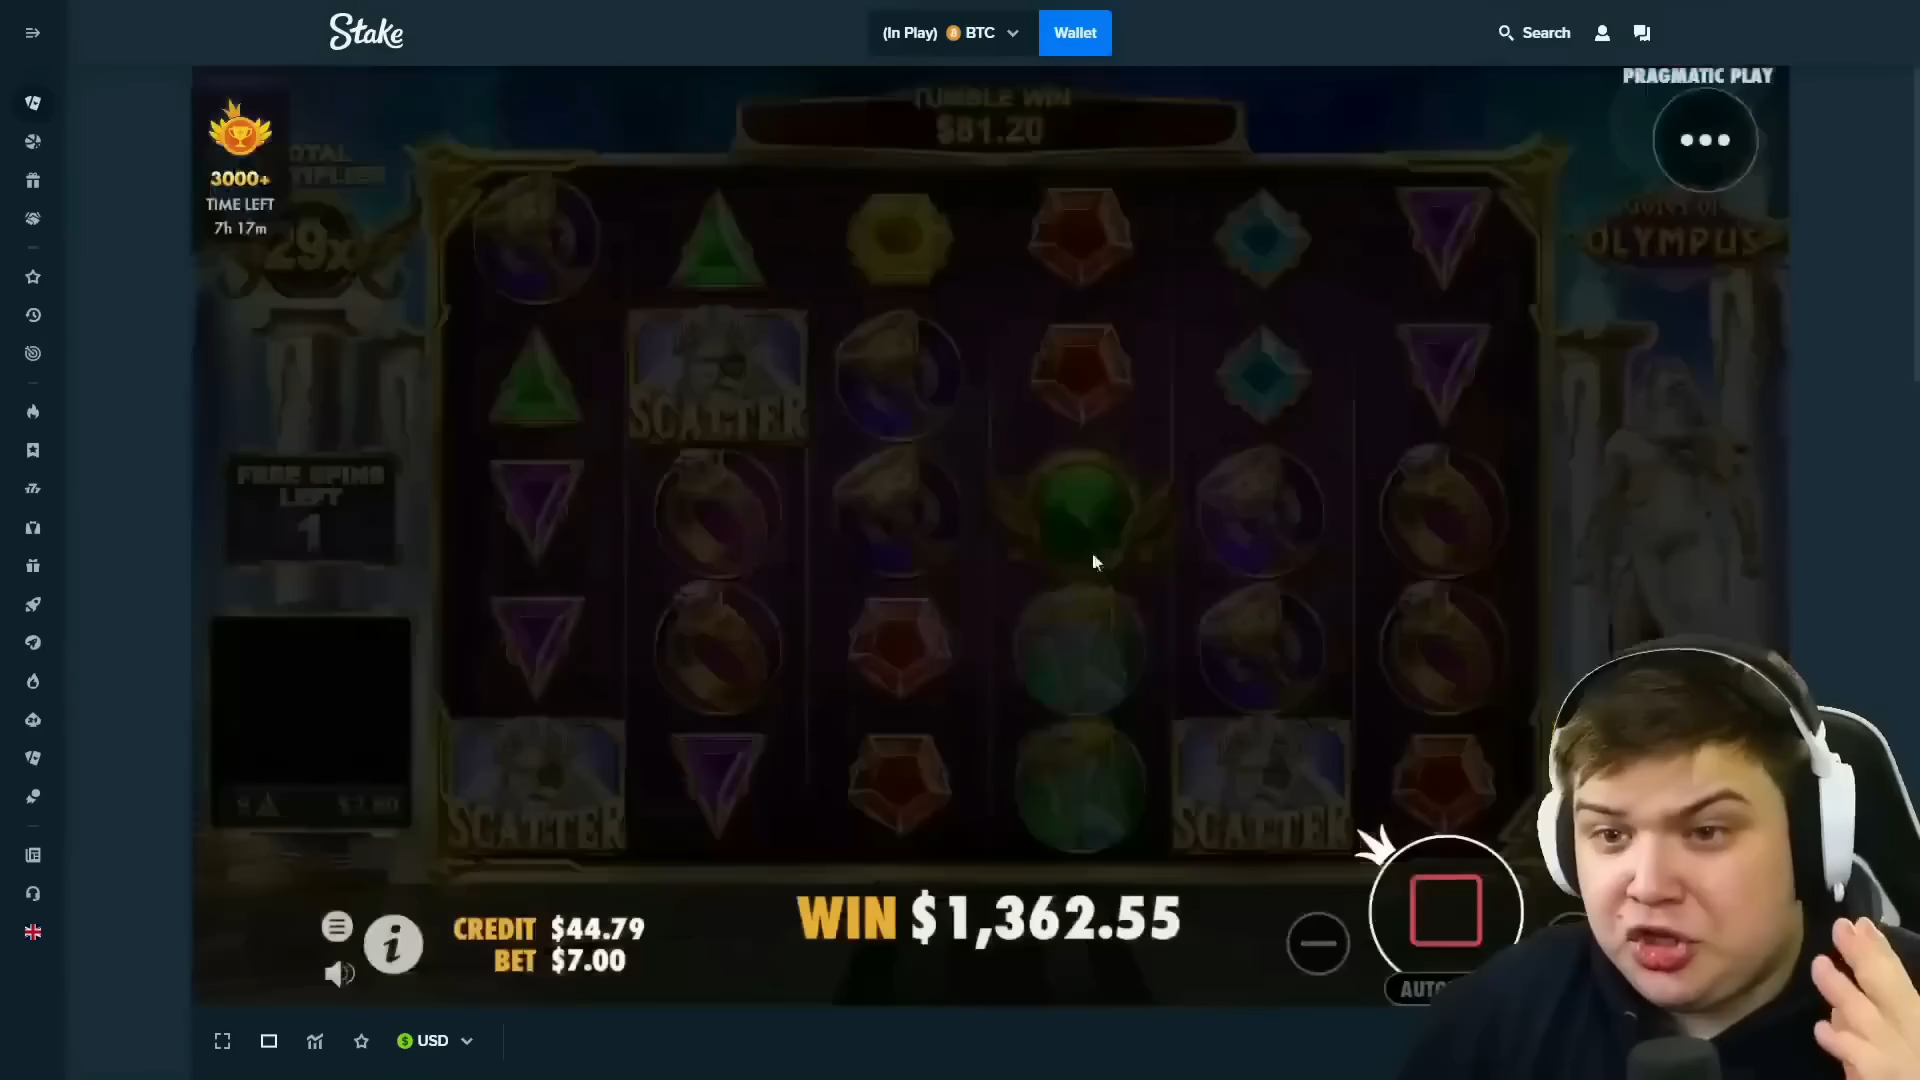 Stake
(In Play) BTC
Wallet
Search
PRAGMATIC PLAY
TUMBLE WIN
$81.20
3000+
TIME LEFT
7h 17m
29x
OLYMPUS
SCATTER
FREE SPINS
LEFT
1
SCATTER
SCATTER
WIN $1,362.55
CREDIT $44.79
BET $7.00
USD